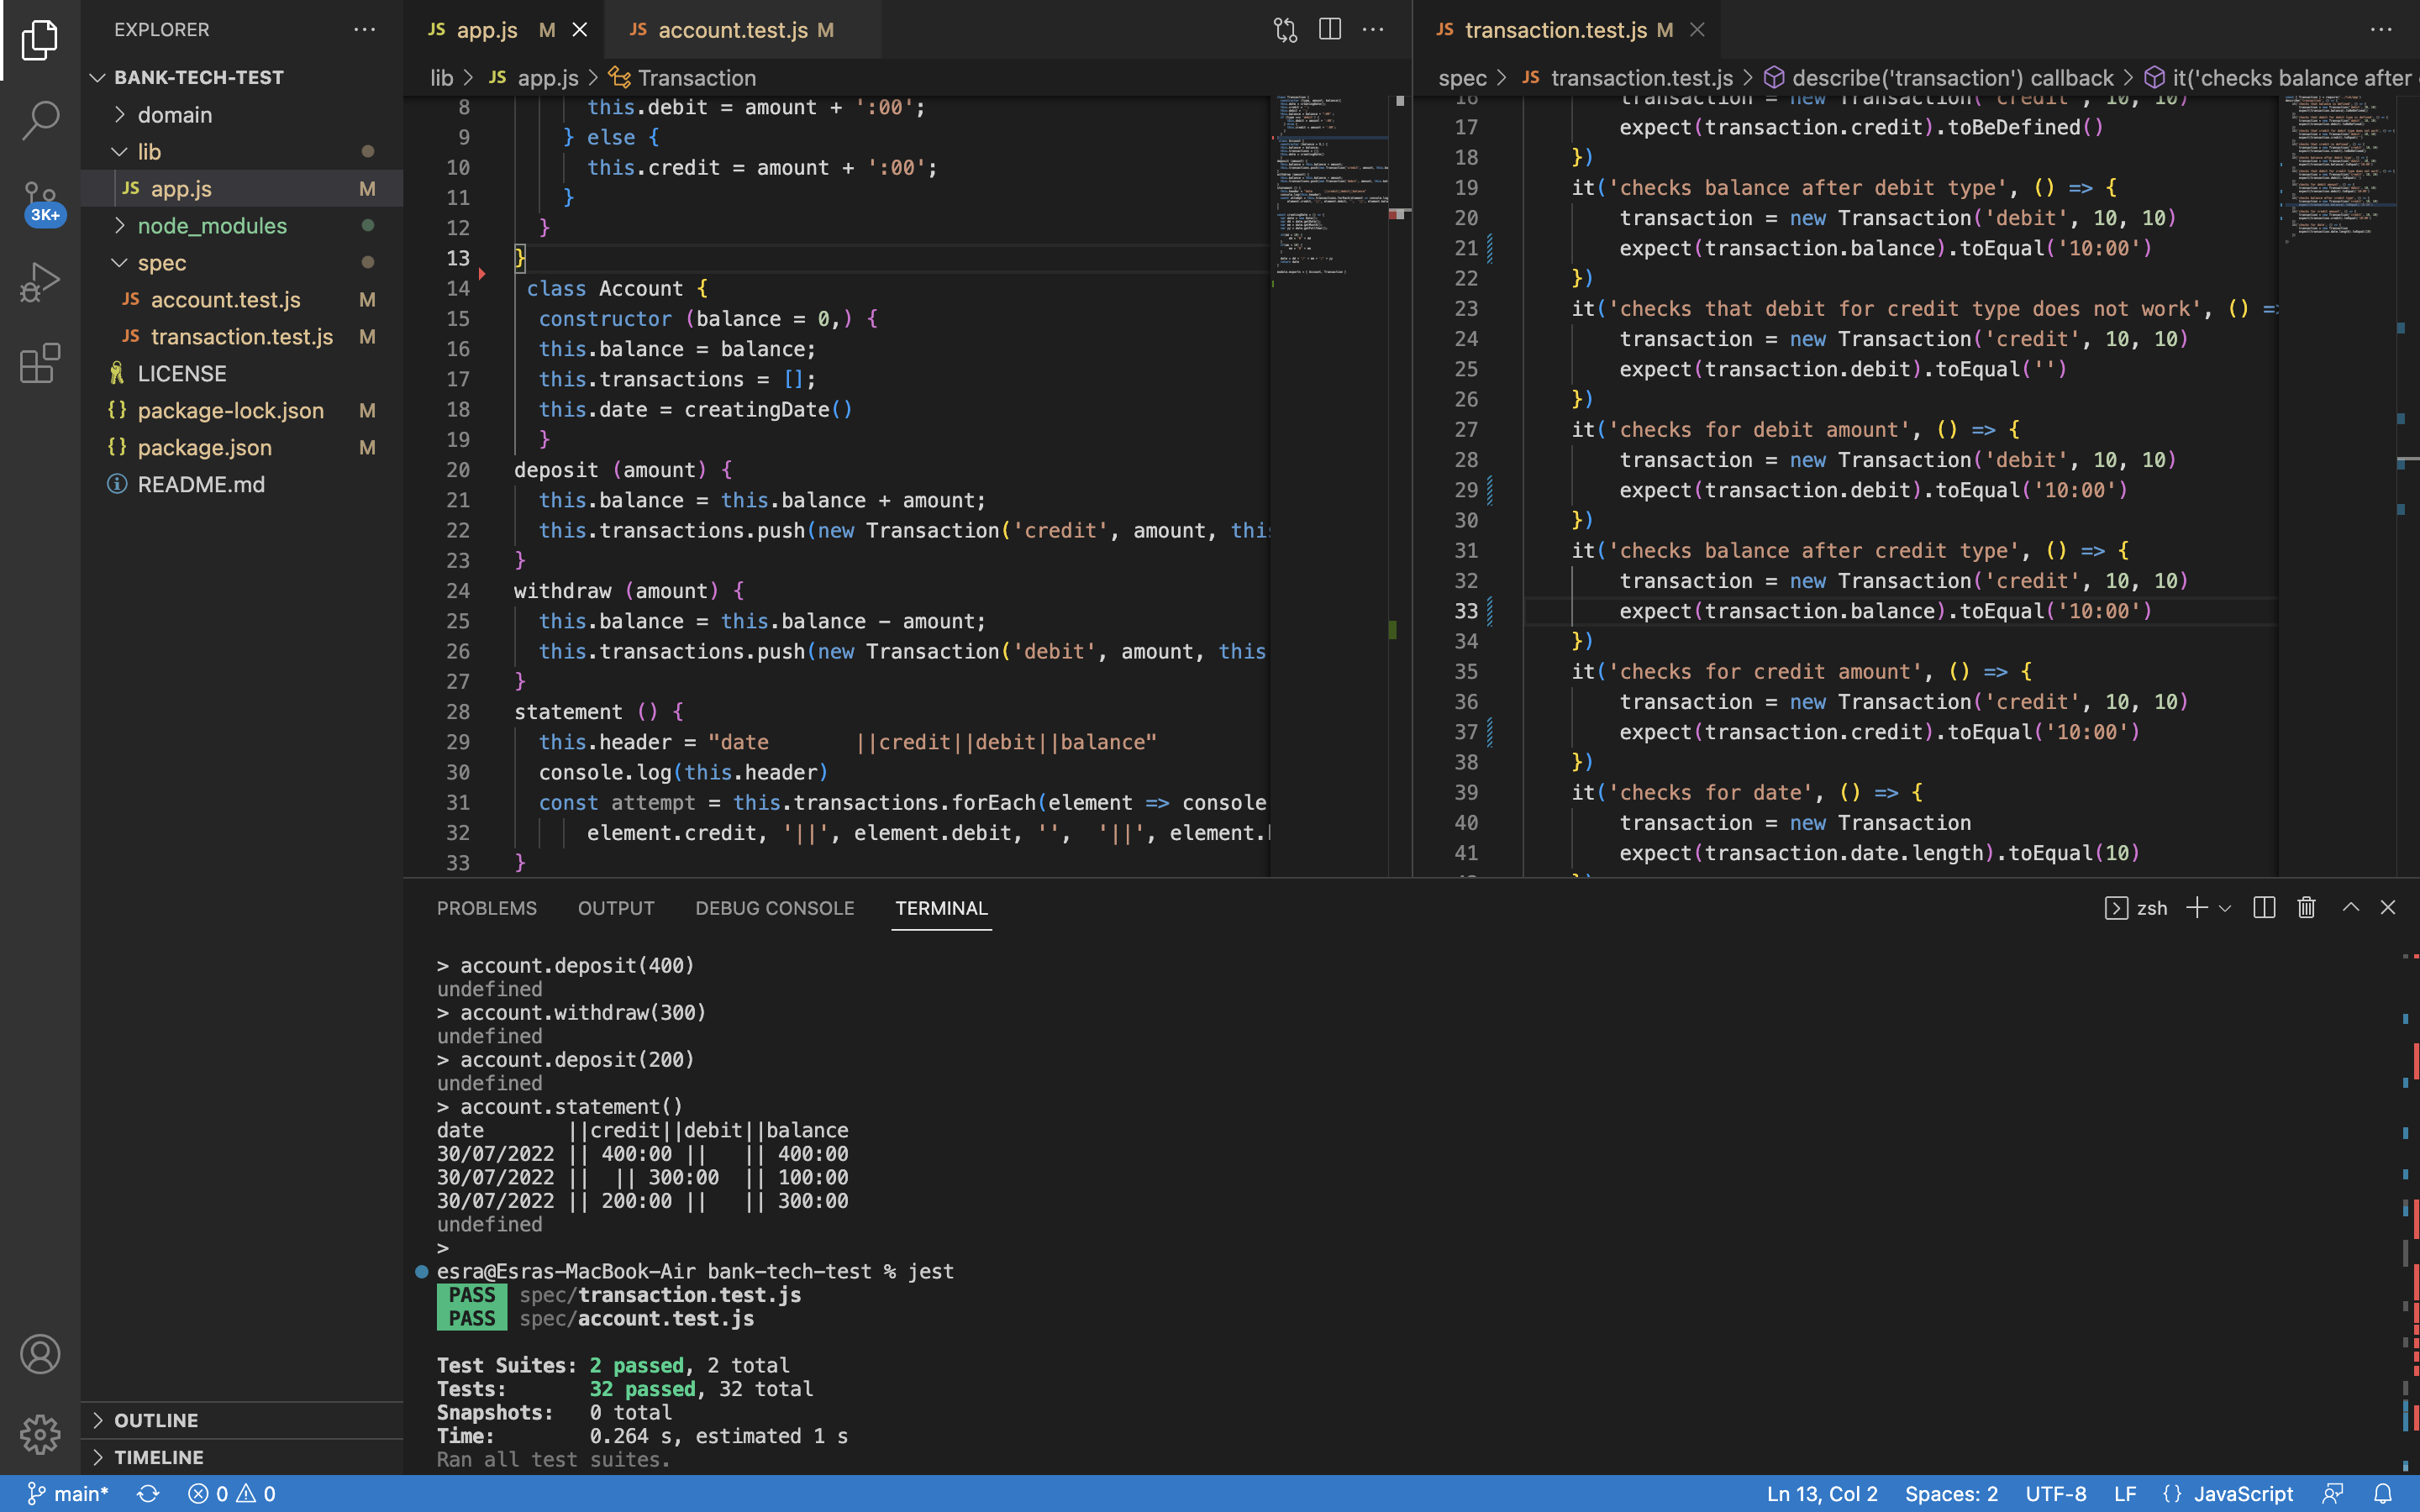 EXPLORER
BANK-TECH-TEST
domain
lib
JS app.js M
node_modules
spec
JS account.test.js M
JS transaction.test.js M
LICENSE
{} package-lock.json M
{} package.json M
README.md
3K+
OUTLINE
TIMELINE
JS app.js M
JS account.test.js M
lib > JS app.js > Transaction
8 this.debit = amount + ':00';
9 } else {
10 this.credit = amount + ':00';
11 }
12 }
13 }
14 class Account {
15 constructor (balance = 0,) {
16 this.balance = balance;
17 this.transactions = [];
18 this.date = creatingDate()
19 }
20 deposit (amount) {
21 this.balance = this.balance + amount;
22 this.transactions.push(new Transaction('credit', amount, this
23 }
24 withdraw (amount) {
25 this.balance = this.balance - amount;
26 this.transactions.push(new Transaction('debit', amount, this
27 }
28 statement () {
29 this.header = "date       ||credit||debit||balance"
30 console.log(this.header)
31 const attempt = this.transactions.forEach(element => console
32 element.credit, '||', element.debit, '',  '||', element.
33 }
JS transaction.test.js M
spec > JS transaction.test.js > describe('transaction') callback > it('checks balance after
16 transaction = new Transaction('credit', 10, 10)
17 expect(transaction.credit).toBeDefined()
18 })
19 it('checks balance after debit type', () => {
20 transaction = new Transaction('debit', 10, 10)
21 expect(transaction.balance).toEqual('10:00')
22 })
23 it('checks that debit for credit type does not work', () =>
24 transaction = new Transaction('credit', 10, 10)
25 expect(transaction.debit).toEqual('')
26 })
27 it('checks for debit amount', () => {
28 transaction = new Transaction('debit', 10, 10)
29 expect(transaction.debit).toEqual('10:00')
30 })
31 it('checks balance after credit type', () => {
32 transaction = new Transaction('credit', 10, 10)
33 expect(transaction.balance).toEqual('10:00')
34 })
35 it('checks for credit amount', () => {
36 transaction = new Transaction('credit', 10, 10)
37 expect(transaction.credit).toEqual('10:00')
38 })
39 it('checks for date', () => {
40 transaction = new Transaction
41 expect(transaction.date.length).toEqual(10)
PROBLEMS OUTPUT DEBUG CONSOLE TERMINAL
zsh
> account.deposit(400)
undefined
> account.withdraw(300)
undefined
> account.deposit(200)
undefined
> account.statement()
date       ||credit||debit||balance
30/07/2022 || 400:00 ||   || 400:00
30/07/2022 ||  || 300:00  || 100:00
30/07/2022 || 200:00 ||   || 300:00
undefined
>
esra@Esras-MacBook-Air bank-tech-test % jest
PASS spec/transaction.test.js
PASS spec/account.test.js
Test Suites: 2 passed, 2 total
Tests: 32 passed, 32 total
Snapshots: 0 total
Time: 0.264 s, estimated 1 s
Ran all test suites.
main* 0 0
Ln 13, Col 2 Spaces: 2 UTF-8 LF {} JavaScript